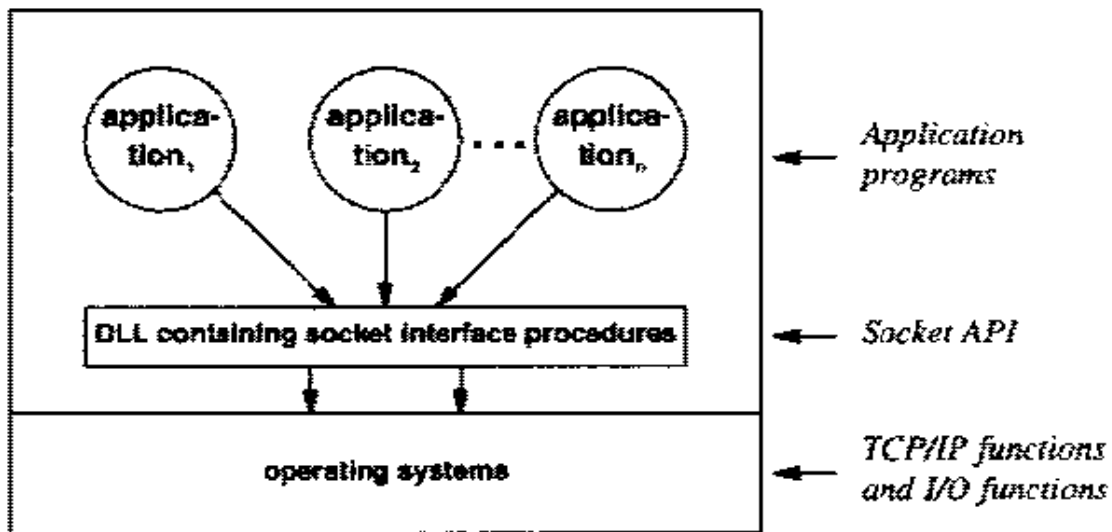 applica-
tion₁
applica-
tion₂
...
applica-
tionₙ
Application
programs
DLL containing socket interface procedures
Socket API
operating systems
TCP/IP functions
and I/O functions